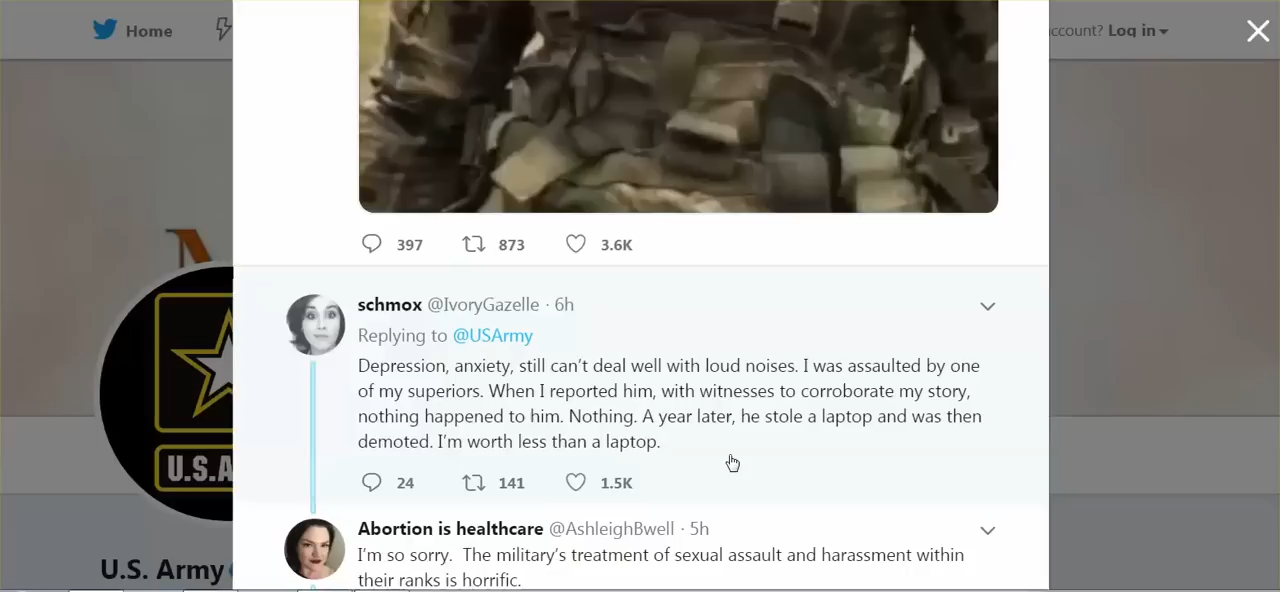 Home
ccount? Log in
397 873 3.6K
schmox @IvoryGazelle · 6h
Replying to @USArmy
Depression, anxiety, still can't deal well with loud noises. I was assaulted by one
of my superiors. When I reported him, with witnesses to corroborate my story,
nothing happened to him. Nothing. A year later, he stole a laptop and was then
demoted. I'm worth less than a laptop.
24 141 1.5K
U.S.A
U.S. Army
Abortion is healthcare @AshleighBwell · 5h
I'm so sorry.  The military's treatment of sexual assault and harassment within
their ranks is horrific.